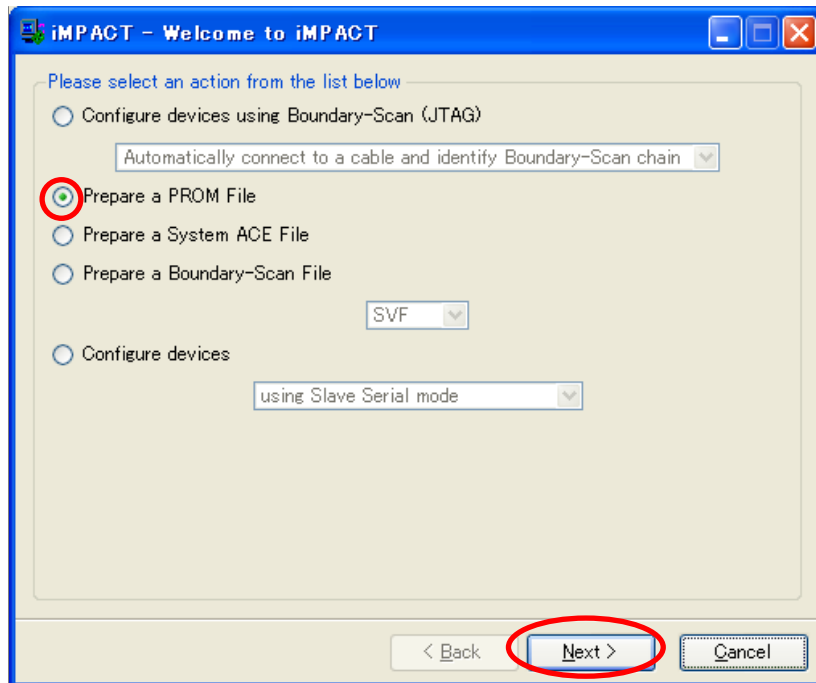 iMPACT - Welcome to iMPACT
Please select an action from the list below
Configure devices using Boundary-Scan (JTAG)
Automatically connect to a cable and identify Boundary-Scan chain
Prepare a PROM File
Prepare a System ACE File
Prepare a Boundary-Scan File
SVF
Configure devices
using Slave Serial mode
< Back Next > Cancel